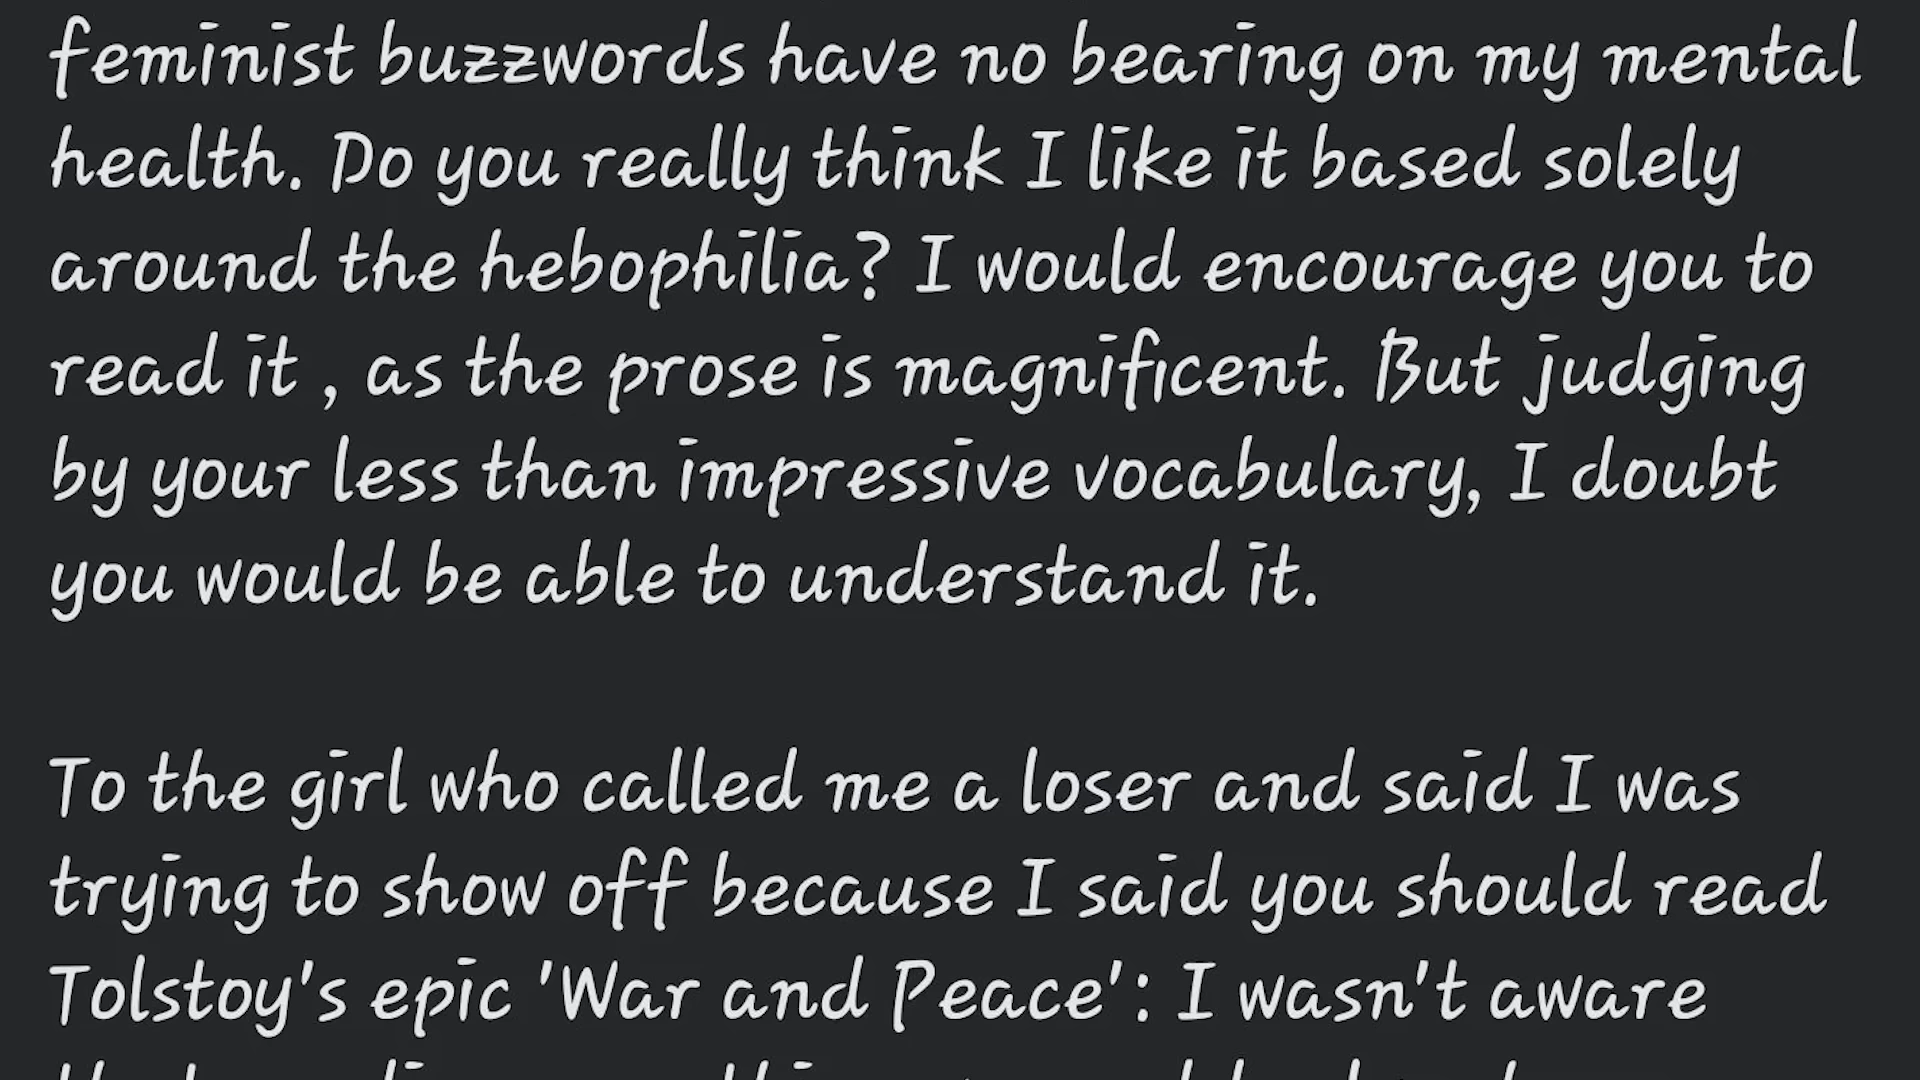 feminist buzzwords have no bearing on my mental
health. Do you really think I like it based solely
around the hebophilia? I would encourage you to
read it , as the prose is magnificent. But judging
by your less than impressive vocabulary, I doubt
you would be able to understand it.
To the girl who called me a loser and said I was
trying to show off because I said you should read
Tolstoy's epic 'War and Peace': I wasn't aware